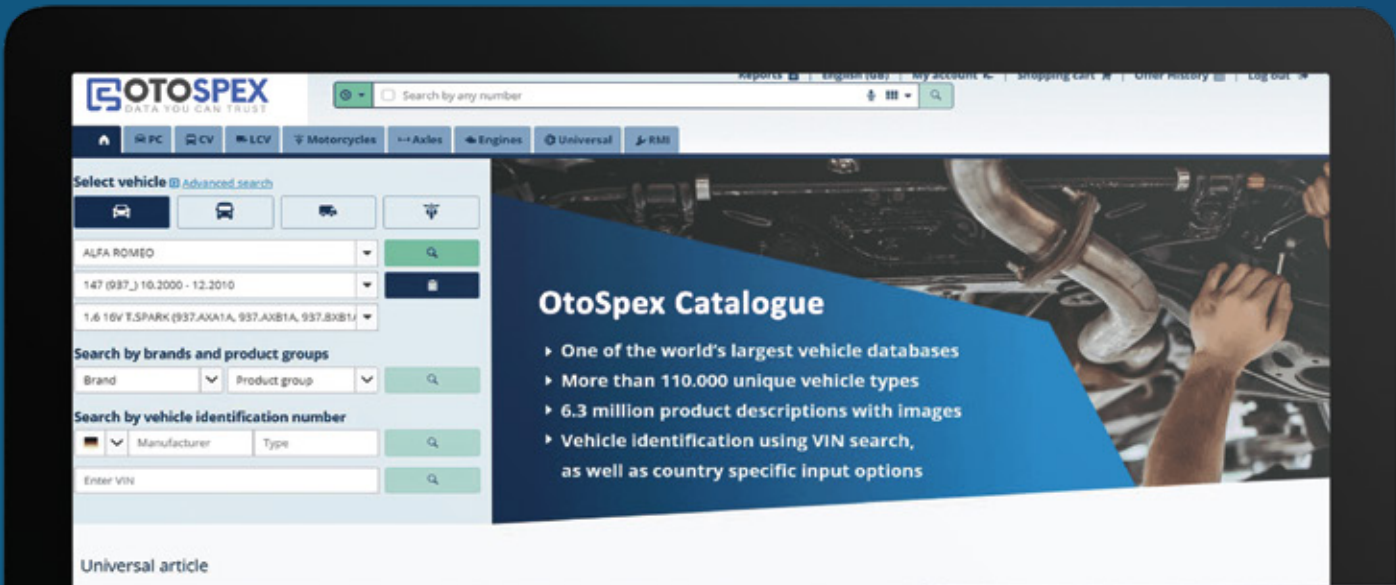 OTOSPEX
DATA YOU CAN TRUST
Search by any number
Reports
English (GB)
My account
Shopping cart
Offer History
Log out
PC
CV
LCV
Motorcycles
Axles
Engines
Universal
RMI
Select vehicle
Advanced search
ALFA ROMEO
147 (937_) 10.2000 - 12.2010
1.6 16V T.SPARK (937.AXA1A, 937.AXB1A, 937.BXB1A
Search by brands and product groups
Brand
Product group
Search by vehicle identification number
Manufacturer
Type
Enter VIN
OtoSpex Catalogue
One of the world's largest vehicle databases
More than 110.000 unique vehicle types
6.3 million product descriptions with images
Vehicle identification using VIN search,
as well as country specific input options
Universal article